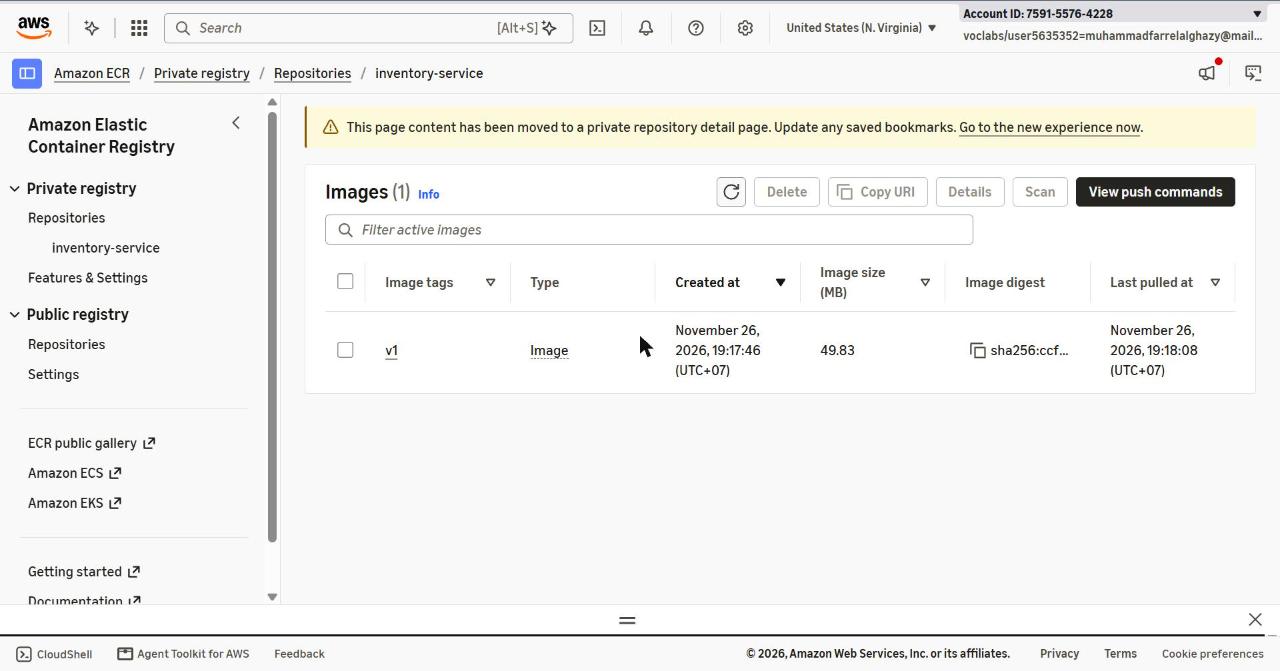 aws
Search
[Alt+S]
United States (N. Virginia)
Account ID: 7591-5576-4228
voclabs/user5635352=muhammadfarrelalghazy@mail...
Amazon ECR / Private registry / Repositories / inventory-service
Amazon Elastic
Container Registry
Private registry
Repositories
inventory-service
Features & Settings
Public registry
Repositories
Settings
ECR public gallery
Amazon ECS
Amazon EKS
Getting started
Documentation
This page content has been moved to a private repository detail page. Update any saved bookmarks. Go to the new experience now.
Images (1) Info
Delete
Copy URI
Details
Scan
View push commands
Filter active images
Image tags
Type
Created at
Image size
(MB)
Image digest
Last pulled at
v1
Image
November 26,
2026, 19:17:46
(UTC+07)
49.83
sha256:ccf...
November 26,
2026, 19:18:08
(UTC+07)
CloudShell
Agent Toolkit for AWS
Feedback
© 2026, Amazon Web Services, Inc. or its affiliates.
Privacy
Terms
Cookie preferences